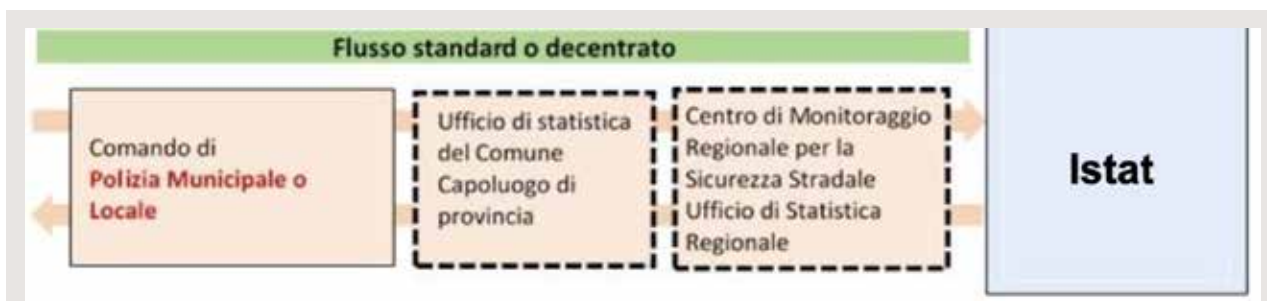 Flusso standard o decentrato
Comando di
Polizia Municipale o
Locale
Ufficio di statistica
del Comune
Capoluogo di
provincia
Centro di Monitoraggio
Regionale per la
Sicurezza Stradale
Ufficio di Statistica
Regionale
Istat